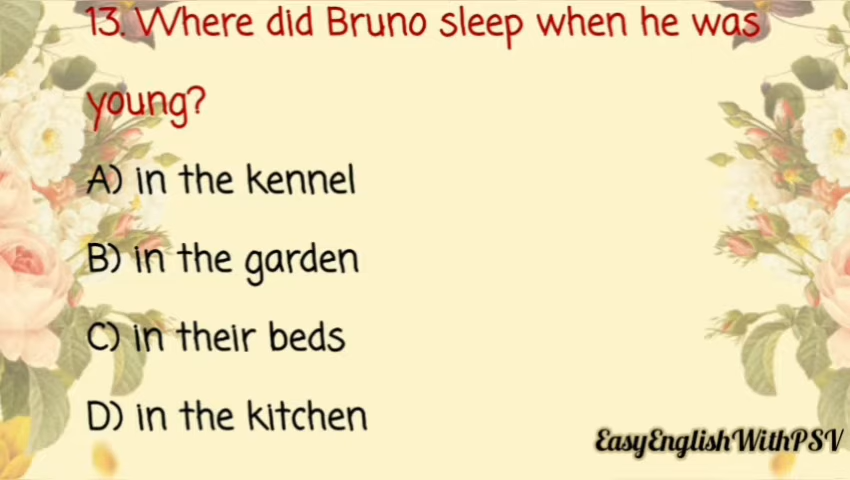 13. Where did Bruno sleep when he was
young?
A) in the kennel
B) in the garden
C) in their beds
D) in the kitchen
EasyEnglishWithPSV